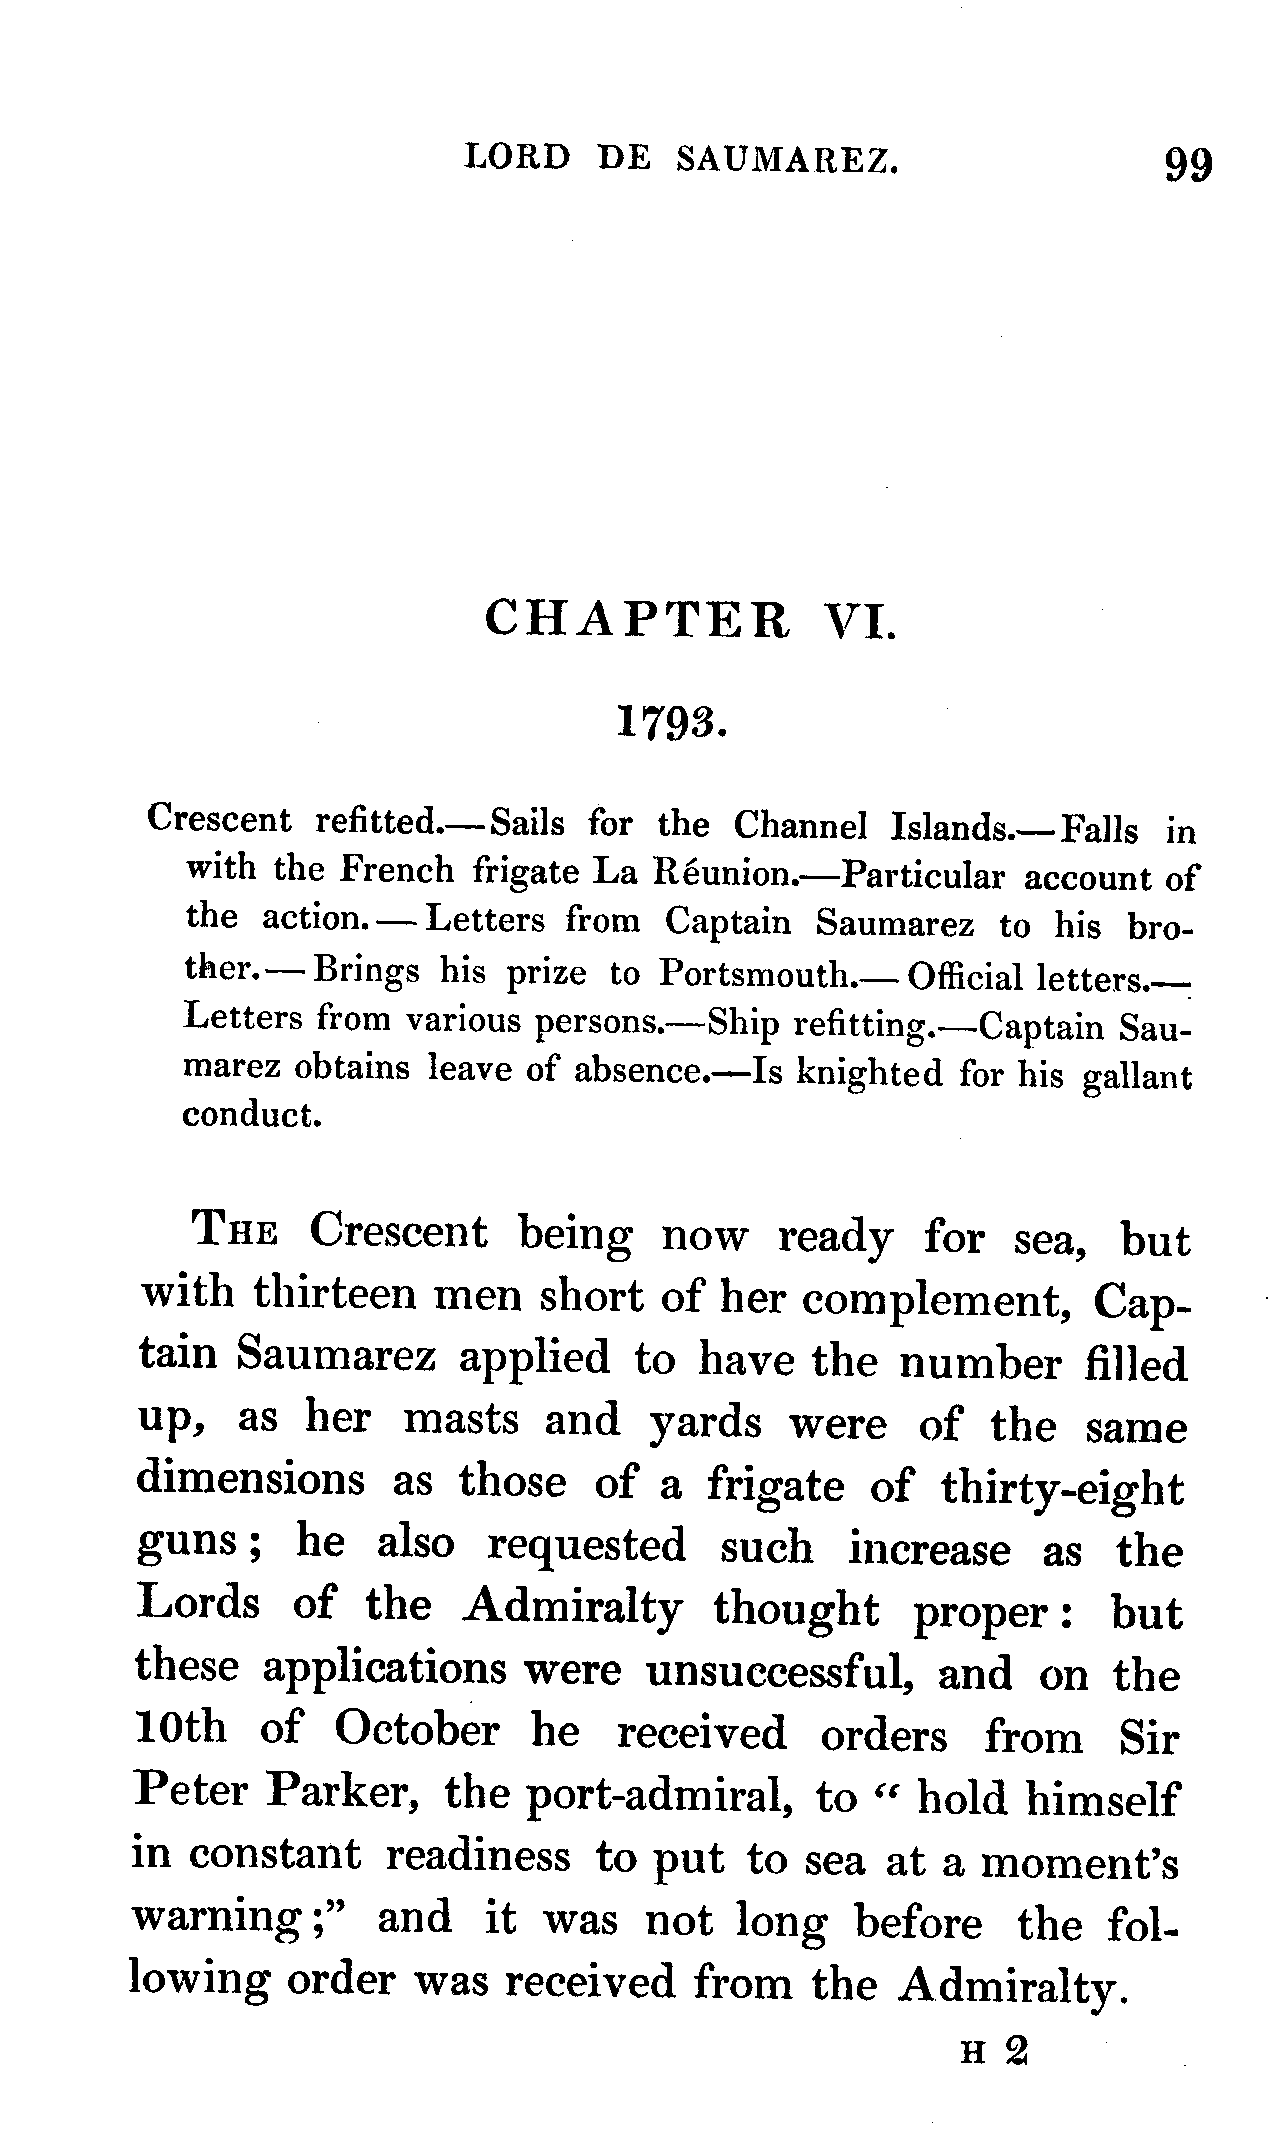 LORD DE SAUMAREZ. 99
CHAPTER VI.
1793.
Crescent refitted.—Sails for the Channel Islands.—Falls in
with the French frigate La Réunion.—Particular account of
the action.—Letters from Captain Saumarez to his bro-
ther.—Brings his prize to Portsmouth.—Official letters.—
Letters from various persons.—Ship refitting.—Captain Sau-
marez obtains leave of absence.—Is knighted for his gallant
conduct.
THE Crescent being now ready for sea, but
with thirteen men short of her complement, Cap-
tain Saumarez applied to have the number filled
up, as her masts and yards were of the same
dimensions as those of a frigate of thirty-eight
guns; he also requested such increase as the
Lords of the Admiralty thought proper: but
these applications were unsuccessful, and on the
10th of October he received orders from Sir
Peter Parker, the port-admiral, to "hold himself
in constant readiness to put to sea at a moment's
warning;" and it was not long before the fol-
lowing order was received from the Admiralty.
H 2